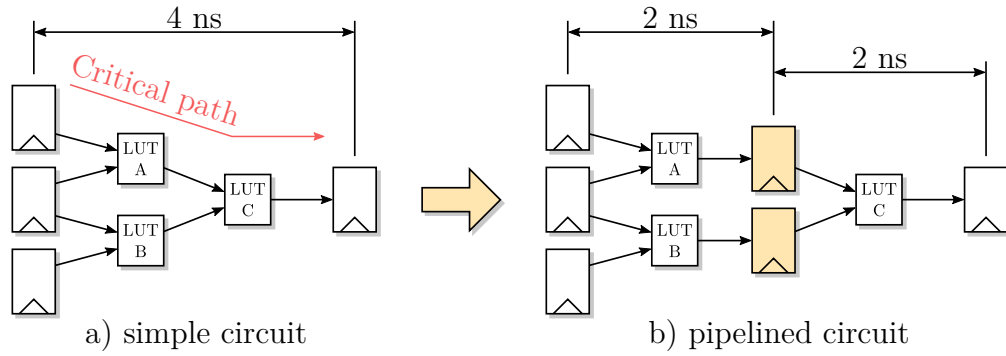 4 ns
Critical path
LUT
A
LUT
B
LUT
C
a) simple circuit
2 ns
2 ns
LUT
A
LUT
B
LUT
C
b) pipelined circuit